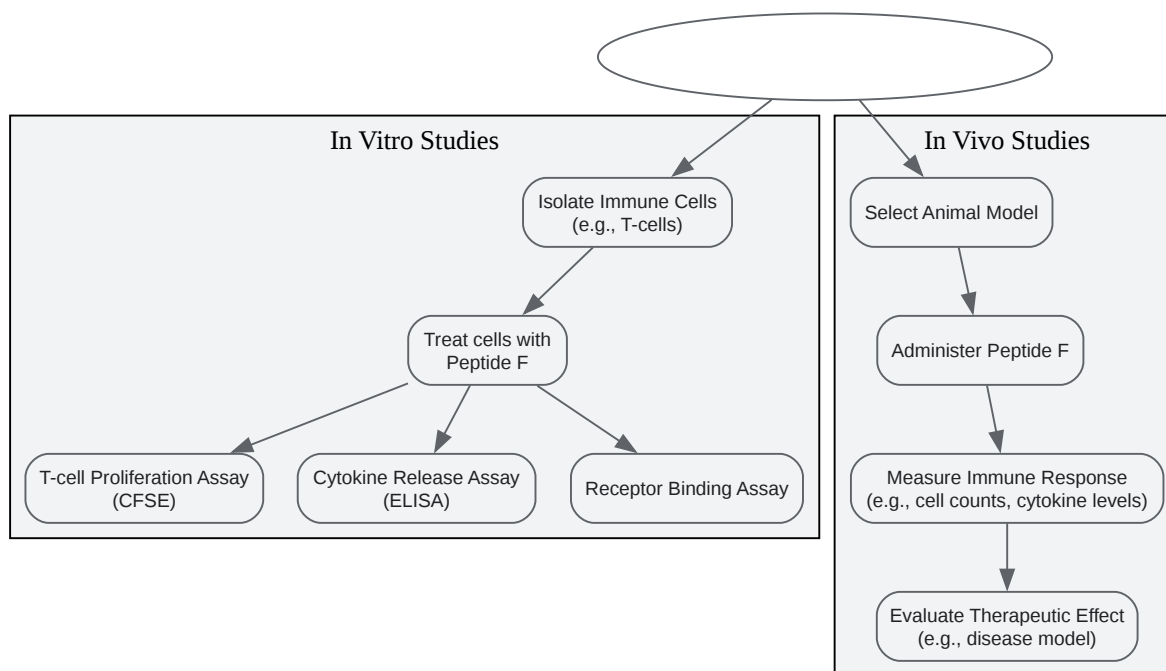 In Vitro Studies
Isolate Immune Cells
(e.g., T-cells)
Treat cells with
Peptide F
T-cell Proliferation Assay
(CFSE)
Cytokine Release Assay
(ELISA)
Receptor Binding Assay
In Vivo Studies
Select Animal Model
Administer Peptide F
Measure Immune Response
(e.g., cell counts, cytokine levels)
Evaluate Therapeutic Effect
(e.g., disease model)